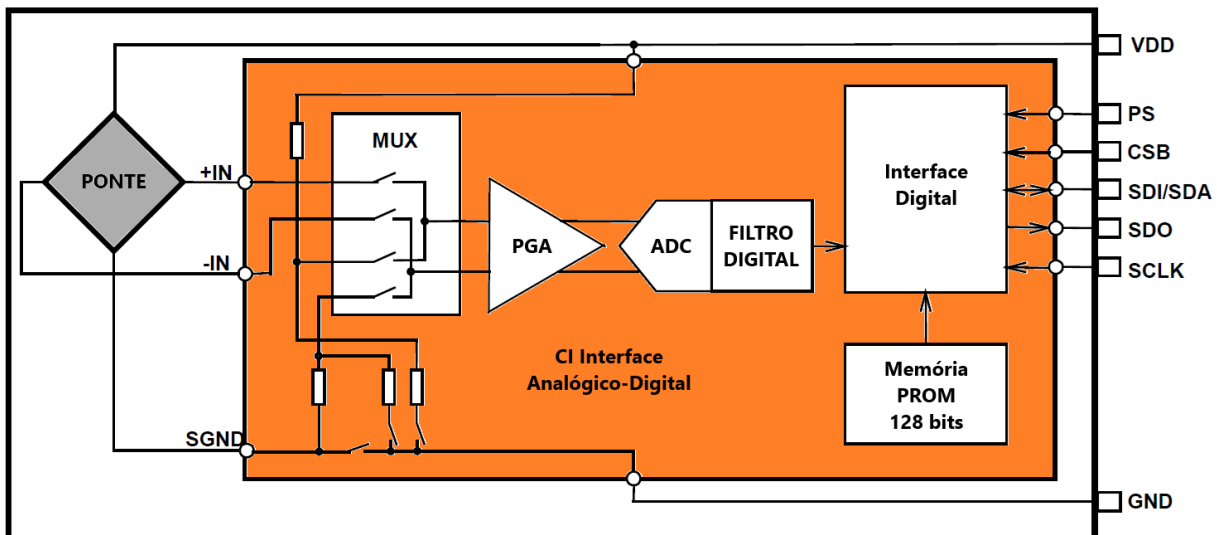 VDD
MUX
PS
+IN
PONTE
Interface
Digital
CSB
SDI/SDA
PGA
ADC
FILTRO
DIGITAL
SDO
-IN
SCLK
CI Interface
Analógico-Digital
Memória
PROM
128 bits
SGND
GND